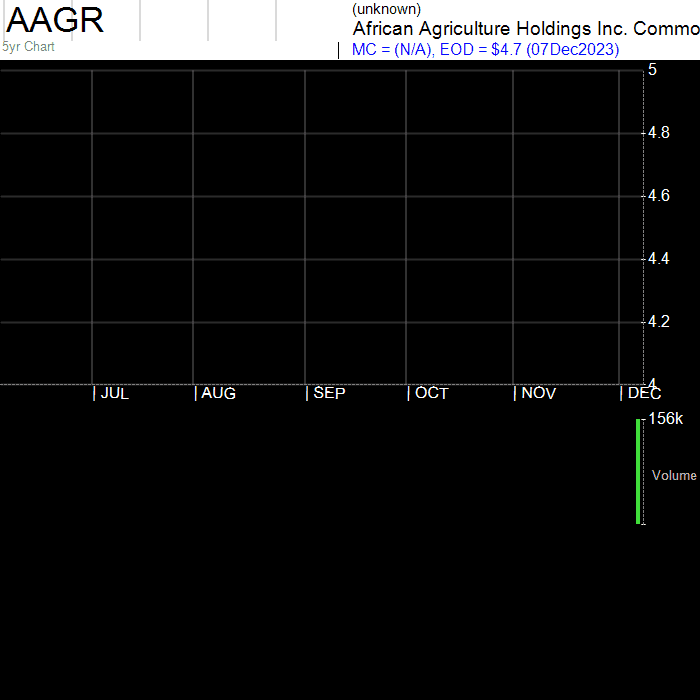 AAGR
5yr Chart
(unknown)
African Agriculture Holdings Inc. Commo
MC = (N/A), EOD = $4.7 (07Dec2023)
5
4.8
4.6
4.4
4.2
4
| JUL | AUG | SEP | OCT | NOV | DEC
156k
Volume